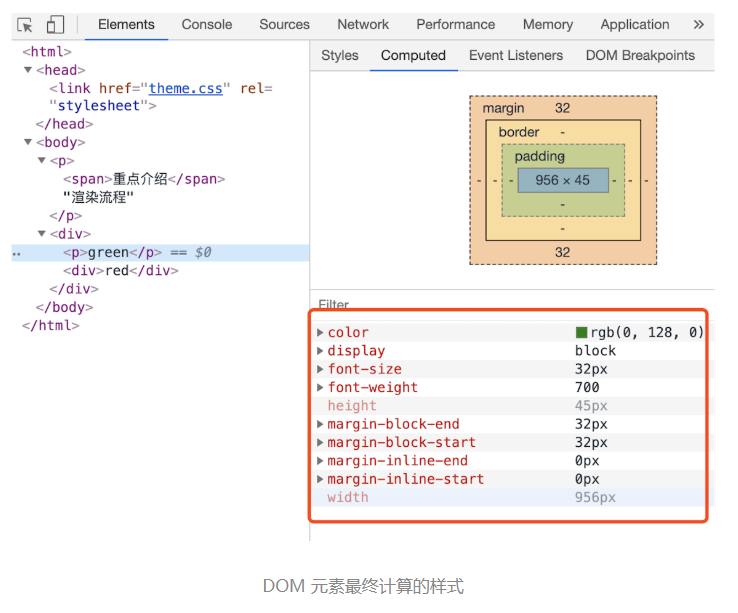 Elements Console Sources Network Performance Memory Application »
<html>
▼<head>
<link href="theme.css" rel=
"stylesheet">
</head>
▼<body>
▼<p>
<span>重点介绍</span>
"渲染流程"
</p>
▼<div>
<p>green</p> == $0
<div>red</div>
</div>
</body>
</html>
Styles Computed Event Listeners DOM Breakpoints
margin 32
border -
padding -
- - - 956 × 45 - - -
-
-
32
Filter
color rgb(0, 128, 0)
display block
font-size 32px
font-weight 700
height 45px
margin-block-end 32px
margin-block-start 32px
margin-inline-end 0px
margin-inline-start 0px
width 956px
DOM 元素最终计算的样式